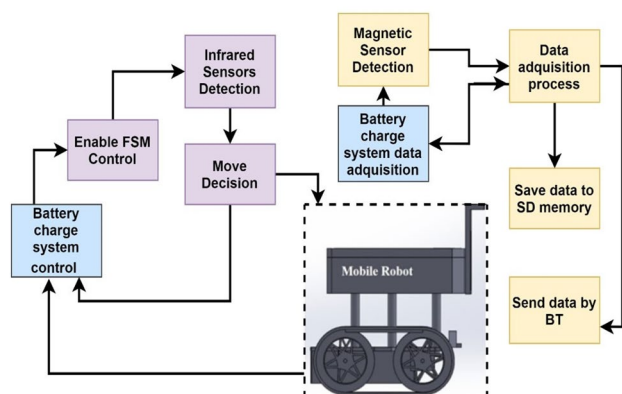 Infrared
Sensors
Detection
Enable FSM
Control
Move
Decision
Battery
charge
system
control
Magnetic
Sensor
Detection
Battery
charge
system data
adquisition
Data
adquisition
process
Save data to
SD memory
Send data by
BT
Mobile Robot